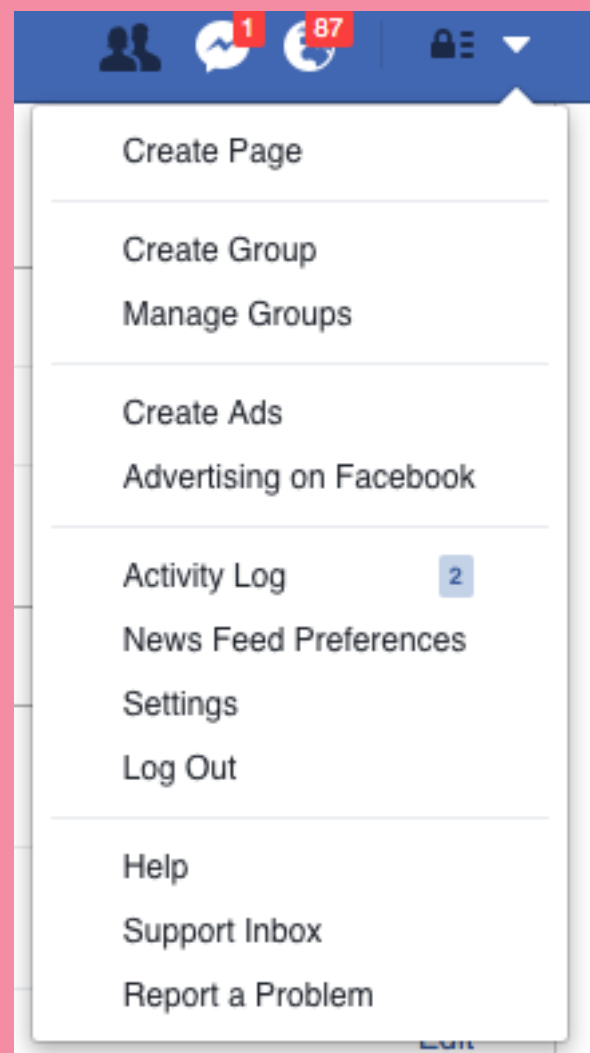 1
87
Create Page
Create Group
Manage Groups
Create Ads
Advertising on Facebook
Activity Log 2
News Feed Preferences
Settings
Log Out
Help
Support Inbox
Report a Problem
Edit